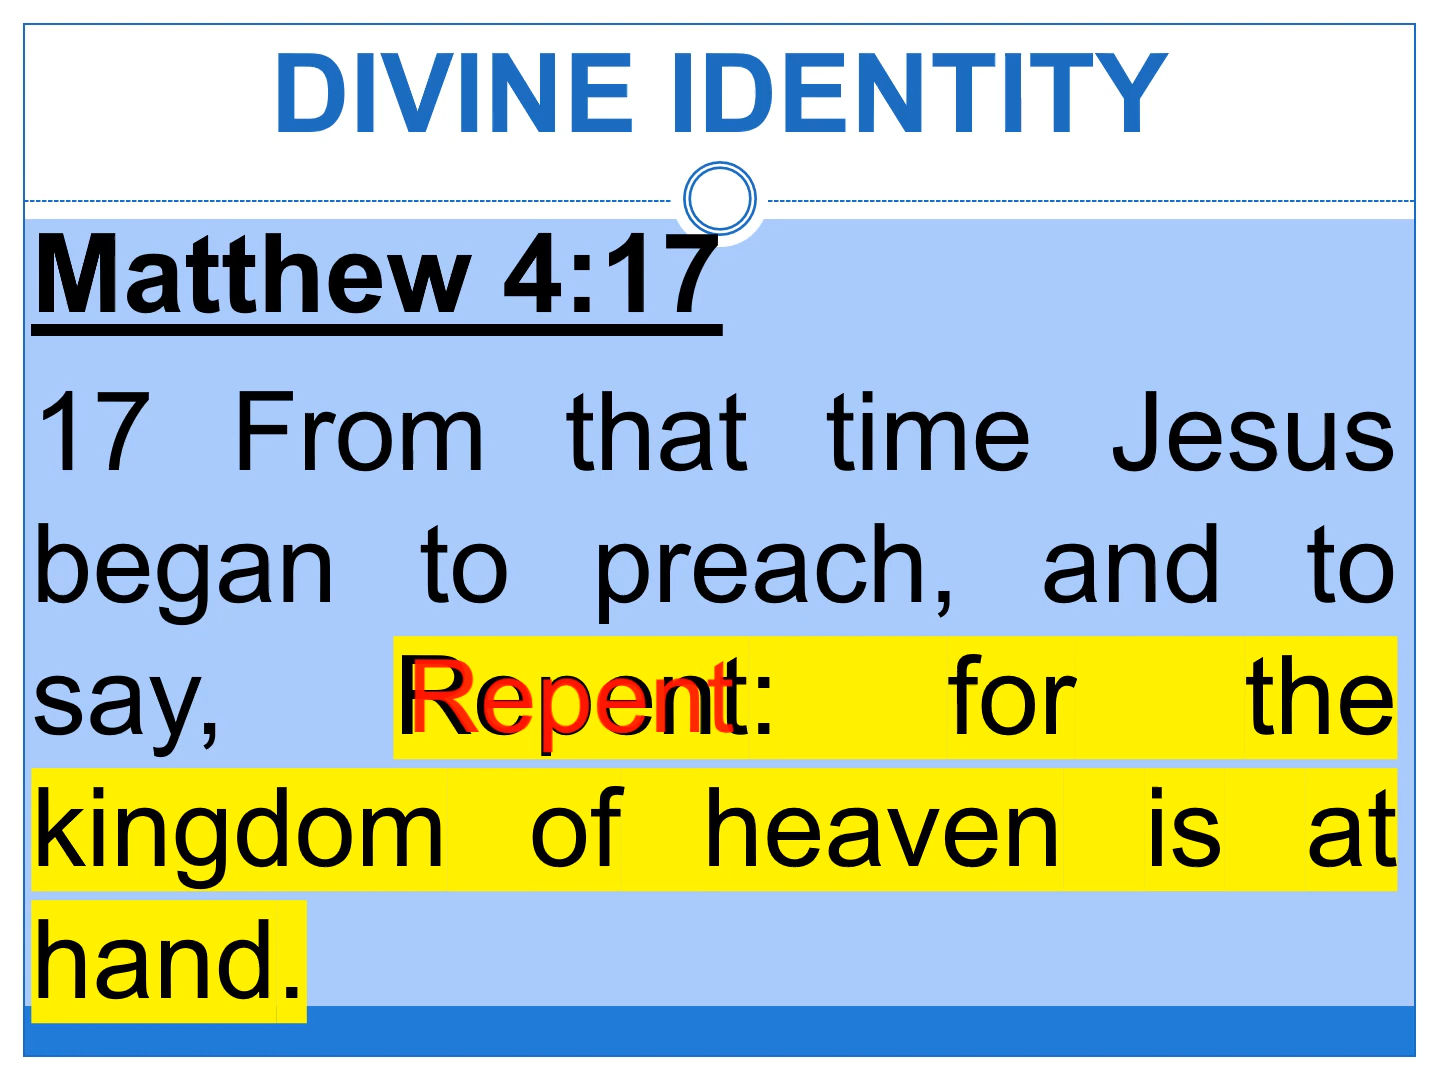 DIVINE IDENTITY
Matthew 4:17
17 From that time Jesus
began to preach, and to
say, Repent: for the
kingdom of heaven is at
hand.